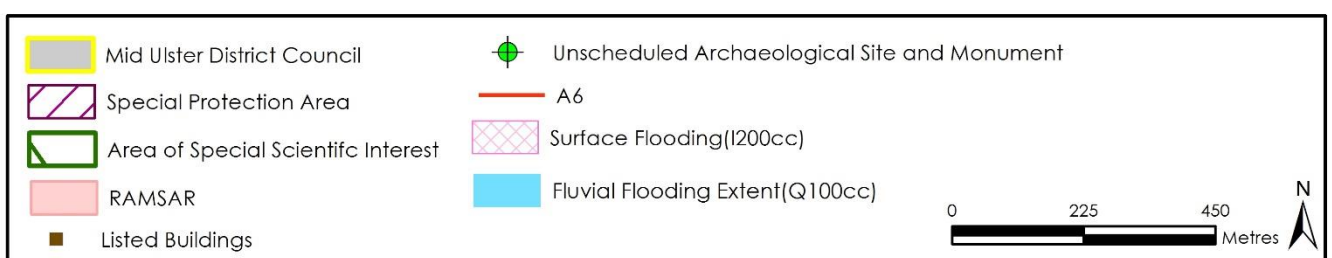 Mid Ulster District Council
Special Protection Area
Area of Special Scientifc Interest
RAMSAR
Listed Buildings
Unscheduled Archaeological Site and Monument
A6
Surface Flooding(I200cc)
Fluvial Flooding Extent(Q100cc)
0 225 450
Metres
N